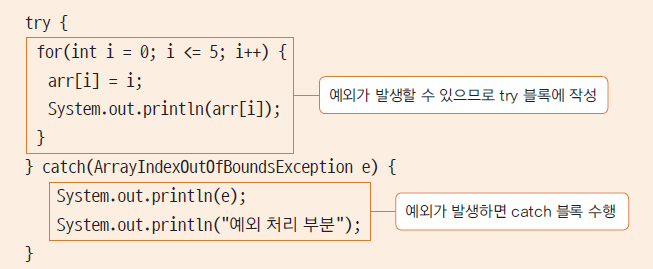 try {
for(int i = 0; i <= 5; i++) {
arr[i] = i;
System.out.println(arr[i]);
}
예외가 발생할 수 있으므로 try 블록에 작성
} catch(ArrayIndexOutOfBoundsException e) {
System.out.println(e);
System.out.println("예외 처리 부분");
예외가 발생하면 catch 블록 수행
}